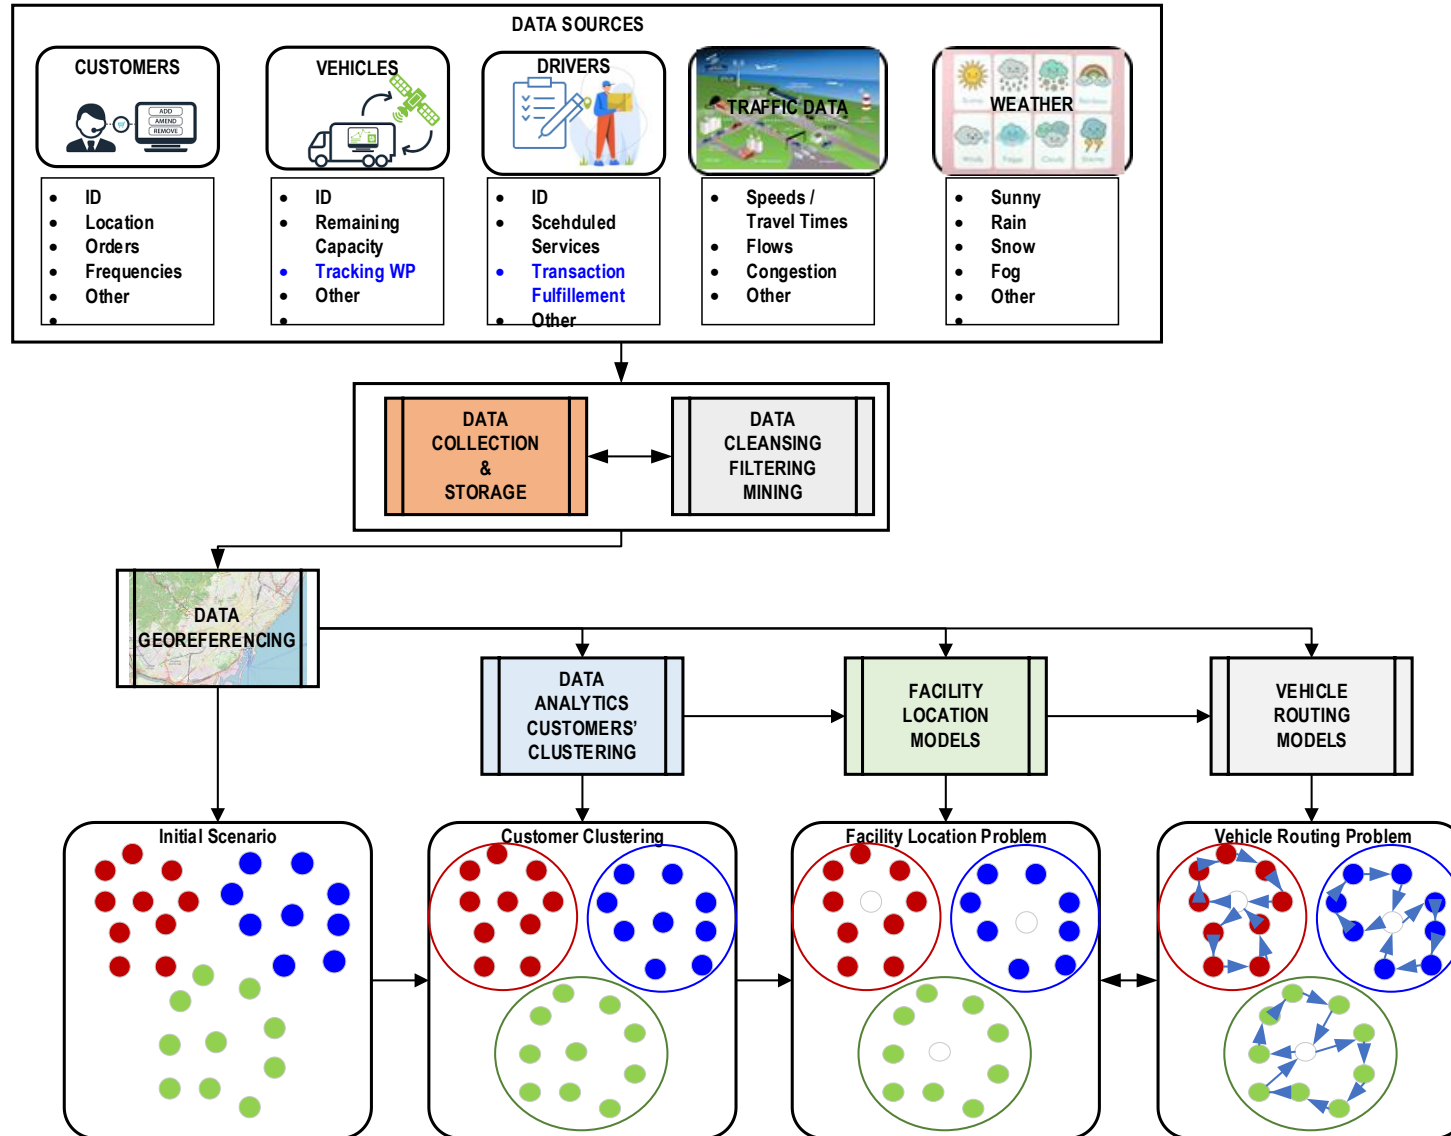 DATA SOURCES
CUSTOMERS
ADD
AMEND
REMOVE
VEHICLES
DRIVERS
TRAFFIC DATA
WEATHER
Windy
Foggy
Cloudy
• ID
• Location
• Orders
• Frequencies
• Other
•
• ID
• Remaining
Capacity
• Tracking WP
• Other
•
• ID
• Scehduled
Services
• Transaction
Fulfillement
• Other
• Speeds /
Travel Times
• Flows
• Congestion
• Other
• Sunny
• Rain
• Snow
• Fog
• Other
•
DATA
COLLECTION
&
STORAGE
DATA
CLEANSING
FILTERING
MINING
DATA
GEOREFERENCING
DATA
ANALYTICS
CUSTOMERS’
CLUSTERING
FACILITY
LOCATION
MODELS
VEHICLE
ROUTING
MODELS
Initial Scenario
Customer Clustering
Facility Location Problem
Vehicle Routing Problem